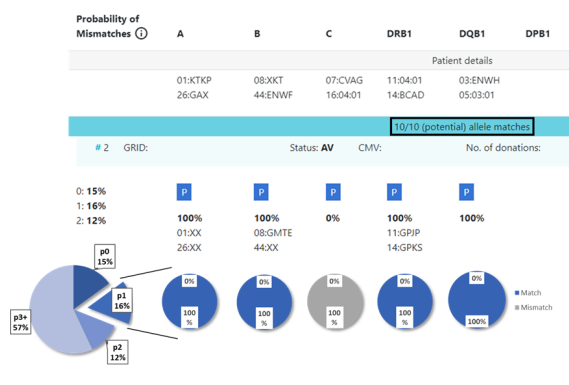 Probability of
Mismatches i A B C DRB1 DQB1 DPB1
Patient details
01:KTKP 08:XKT 07:CVAG 11:04:01 03:ENWH
26:GAX 44:ENWF 16:04:01 14:BCAD 05:03:01
10/10 (potential) allele matches
# 2 GRID: Status: AV CMV: No. of donations:
0: 15% P P P P P
1: 16%
2: 12% 100% 100% 0% 100% 100%
01:XX 08:GMTE 11:GPJP
26:XX 44:XX 14:GPKS
p0
15%
p1
16%
p3+
57%
p2
12%
0% 0% 0% 0% 0%
100
% 100
% 100
% 100
% 100%
Match
Mismatch